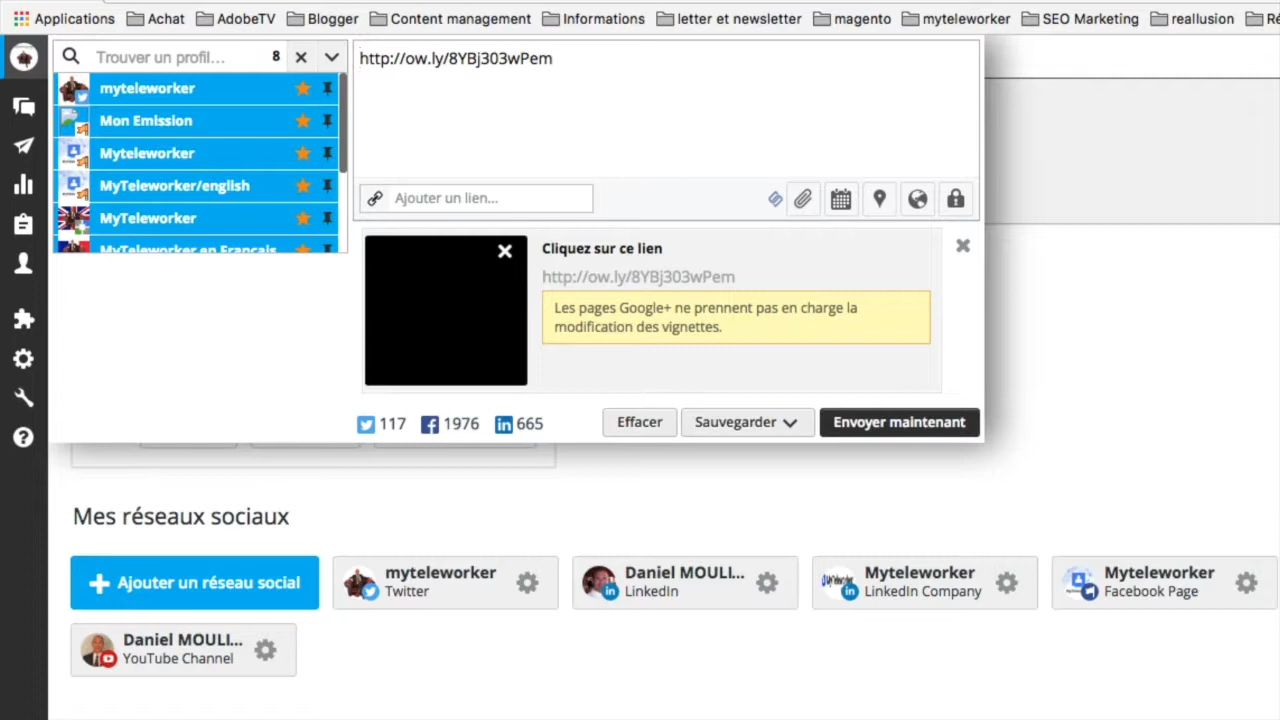 Applications Achat AdobeTV Blogger Content management Informations letter et newsletter magento myteleworker SEO Marketing reallusion
Trouver un profil... 8
myteleworker
Mon Emission
Myteleworker
MyTeleworker/english
MyTeleworker
MyTeleworker en Français
http://ow.ly/8YBj303wPem
Ajouter un lien...
Cliquez sur ce lien
http://ow.ly/8YBj303wPem
Les pages Google+ ne prennent pas en charge la
modification des vignettes.
117 1976 665
Effacer Sauvegarder Envoyer maintenant
Mes réseaux sociaux
Ajouter un réseau social
myteleworker
Twitter
Daniel MOULI...
LinkedIn
Myteleworker
LinkedIn Company
Myteleworker
Facebook Page
Daniel MOULI...
YouTube Channel